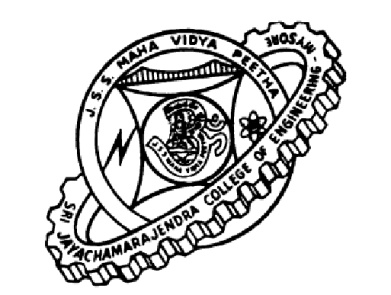 J.S.S. MAHA VIDYA PEETHA
SRI JAYACHAMARAJENDRA COLLEGE OF ENGINEERING - MYSORE